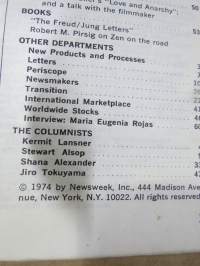 "Love and Anarchy";
and a talk with the filmmaker
BOOKS
"The Freud/Jung Letters"
Robert M. Pirsig on Zen on the road
OTHER DEPARTMENTS
New Products and Processes
Letters
Periscope
Newsmakers
Transition
International Marketplace
Worldwide Stocks
Interview: Maria Eugenia Rojas
THE COLUMNISTS
Kermit Lansner
Stewart Alsop
Shana Alexander
Jiro Tokuyama
© 1974 by Newsweek, Inc., 444 Madison Ave
nue, New York, N.Y. 10022. All rights reserved